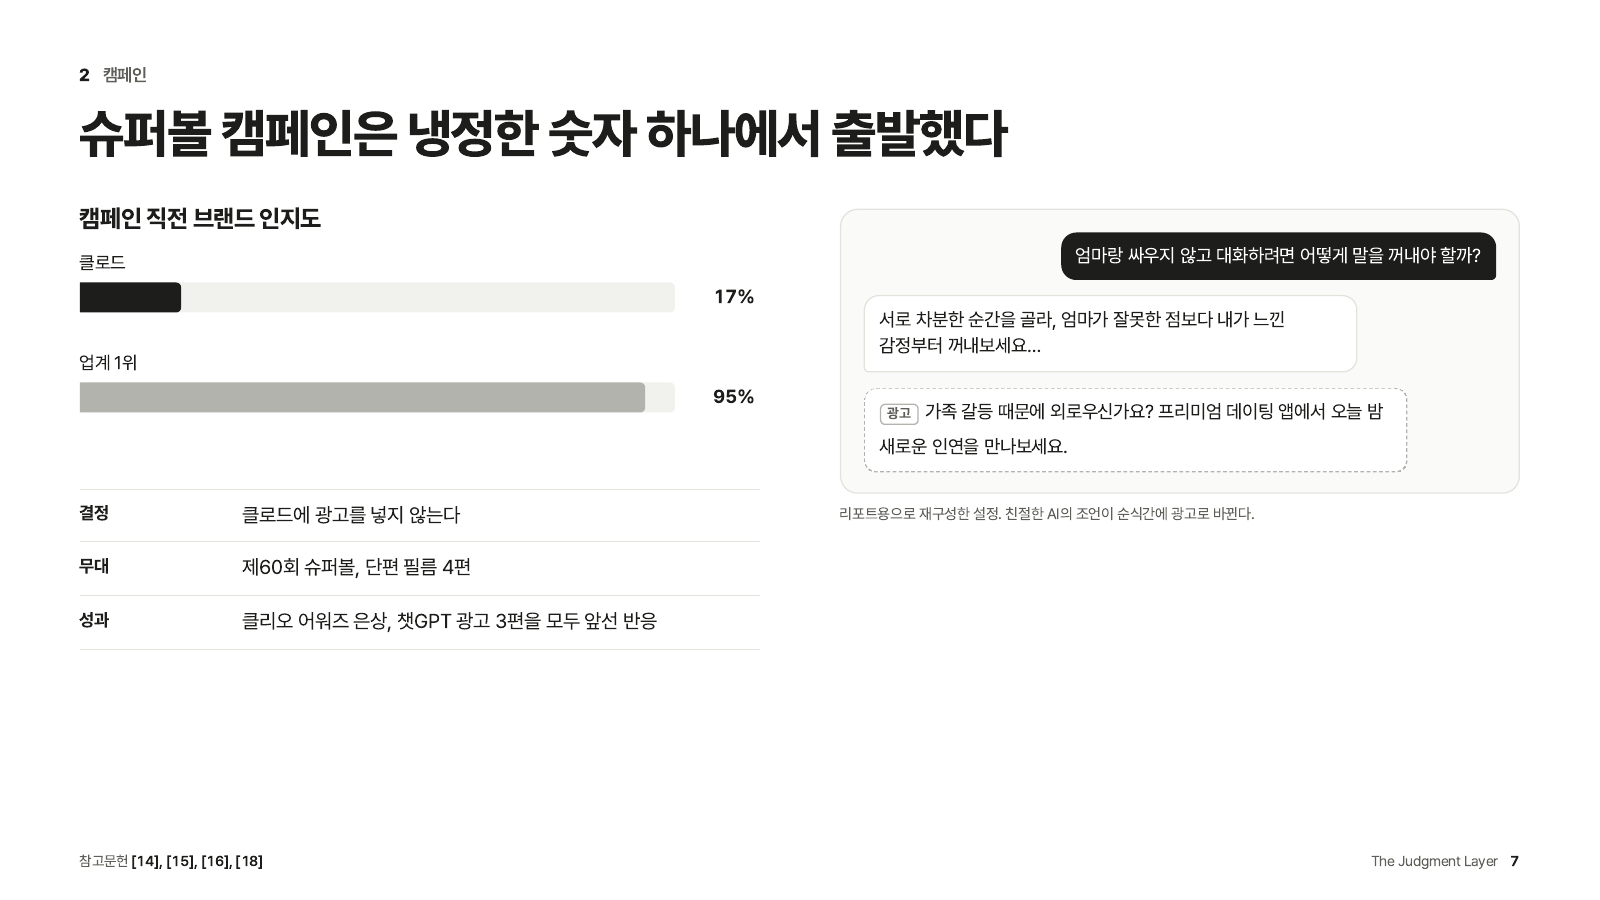 2 캠페인
슈퍼볼 캠페인은 냉정한 숫자 하나에서 출발했다
캠페인 직전 브랜드 인지도
클로드
17%
업계 1위
95%
결정 클로드에 광고를 넣지 않는다
무대 제60회 슈퍼볼, 단편 필름 4편
성과 클리오 어워즈 은상, 챗GPT 광고 3편을 모두 앞선 반응
엄마랑 싸우지 않고 대화하려면 어떻게 말을 꺼내야 할까?
서로 차분한 순간을 골라, 엄마가 잘못한 점보다 내가 느낀
감정부터 꺼내보세요...
광고 가족 갈등 때문에 외로우신가요? 프리미엄 데이팅 앱에서 오늘 밤
새로운 인연을 만나보세요.
리포트용으로 재구성한 설정. 친절한 AI의 조언이 순식간에 광고로 바뀐다.
참고문헌 [14], [15], [16], [18]
The Judgment Layer 7